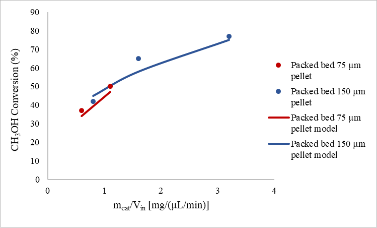 90
80
70
60
50
40
30
20
10
0
CH₃OH Conversion (%)
0 1 2 3 4
m_cat/V_in [mg/(µL/min)]
Packed bed 75 µm
pellet
Packed bed 150 µm
pellet
Packed bed 75 µm
pellet model
Packed bed 150 µm
pellet model